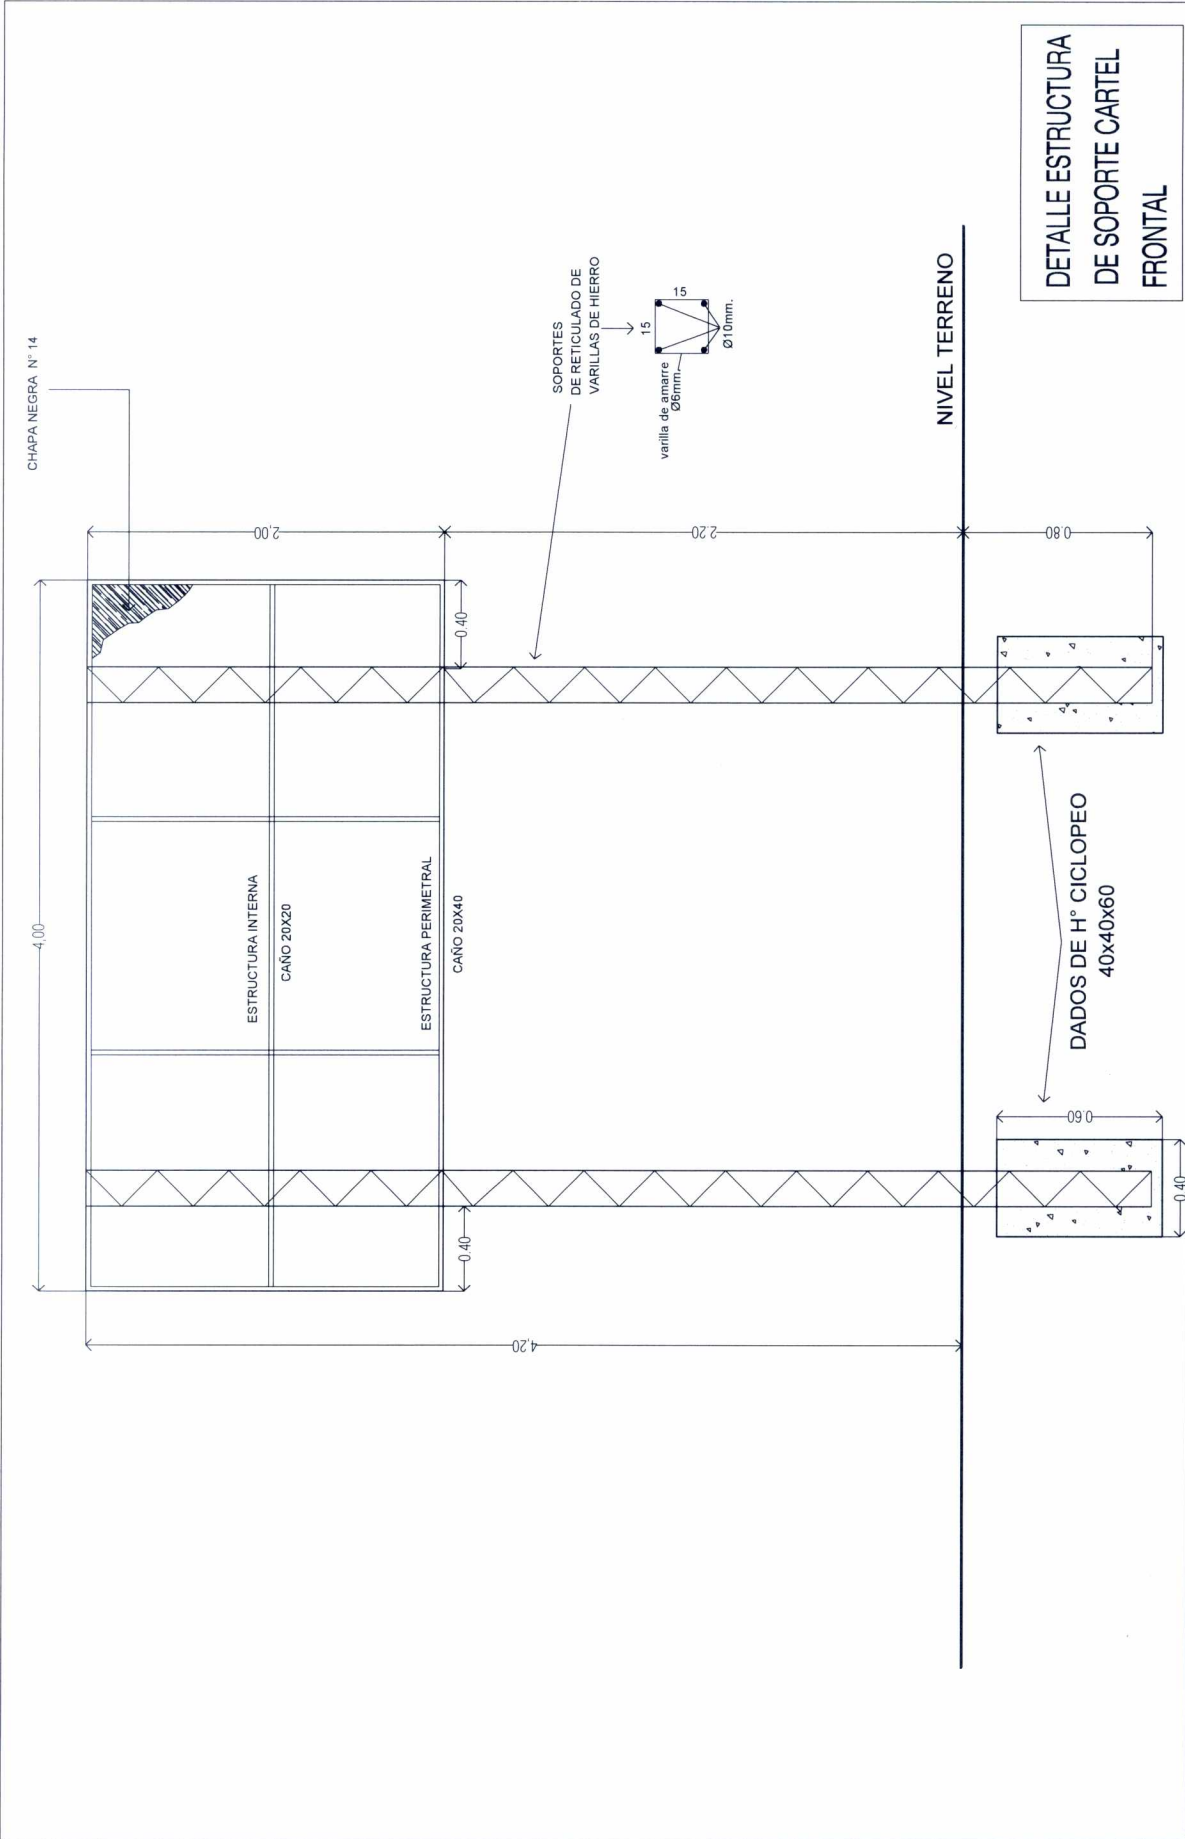 CHAPA NEGRA N° 14
4,00
2,00
ESTRUCTURA INTERNA
CAÑO 20X20
ESTRUCTURA PERIMETRAL
CAÑO 20X40
0.40
0.40
4,20
2,20
SOPORTES
DE RETICULADO DE
VARILLAS DE HIERRO
15
15
varilla de amarre
Ø6mm.
Ø10mm.
NIVEL TERRENO
0.80
DADOS DE H° CICLOPEO
40x40x60
0.60
0.40
DETALLE ESTRUCTURA
DE SOPORTE CARTEL
FRONTAL